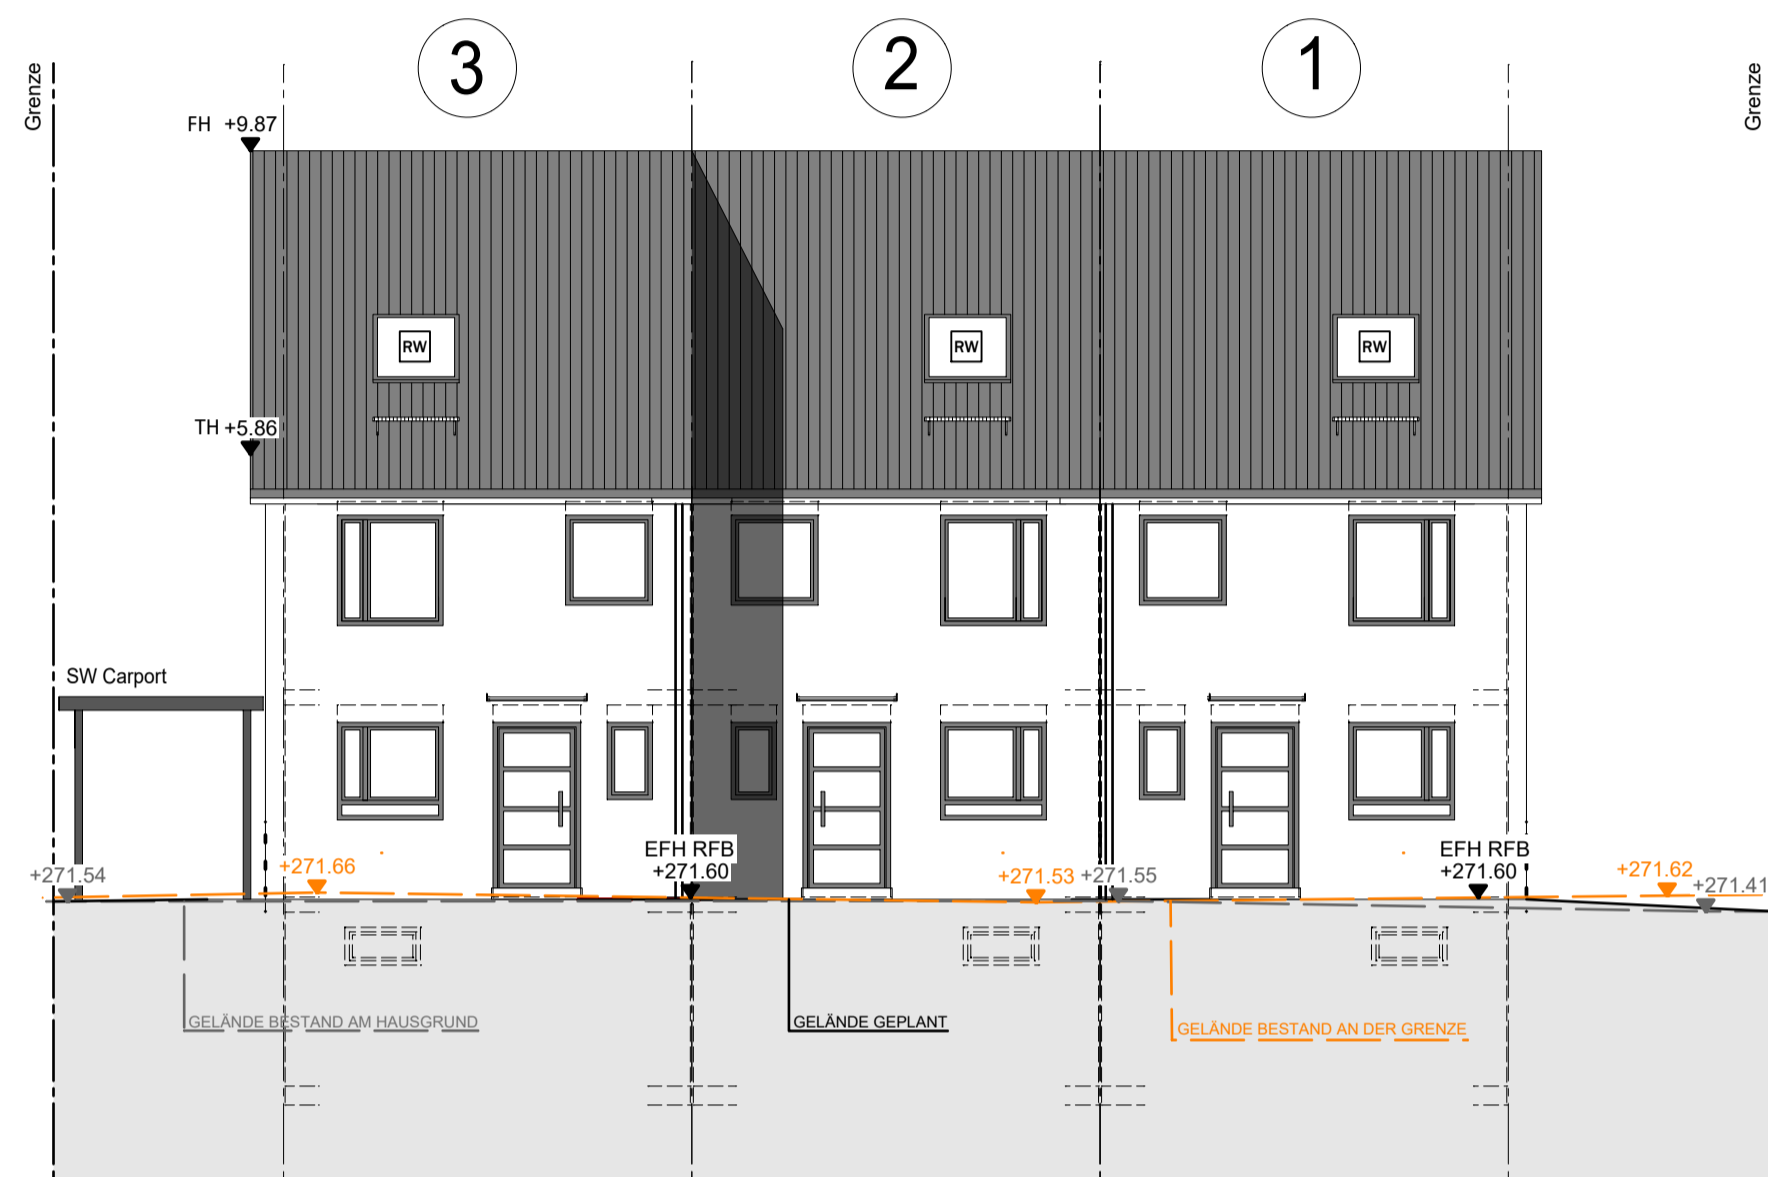 3
2
1
Grenze
Grenze
FH +9.87
RW
RW
RW
TH +5.86
SW Carport
EFH RFB
+271.60
EFH RFB
+271.60
+271.54
+271.66
+271.53
+271.55
+271.62
+271.41
GELÄNDE BESTAND AM HAUSGRUND
GELÄNDE GEPLANT
GELÄNDE BESTAND AN DER GRENZE